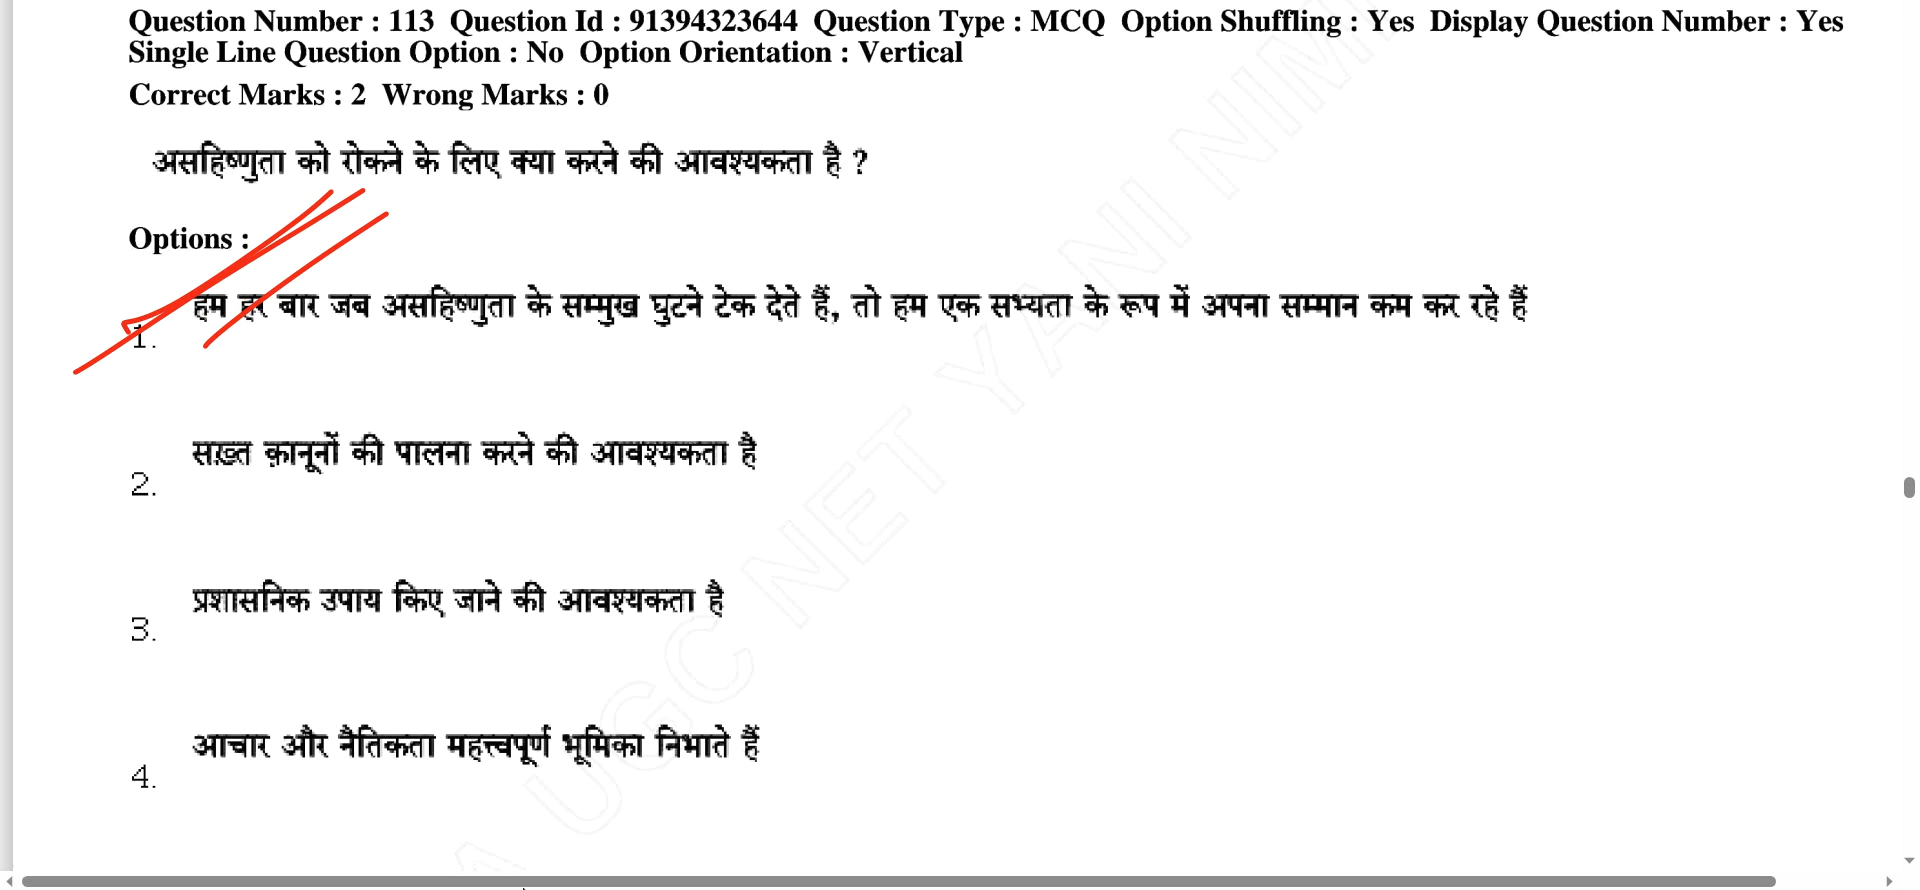 Question Number : 113 Question Id : 91394323644 Question Type : MCQ Option Shuffling : Yes Display Question Number : Yes
Single Line Question Option : No Option Orientation : Vertical
Correct Marks : 2 Wrong Marks : 0
असहिष्णुता को रोकने के लिए क्या करने की आवश्यकता है ?
Options :
हम हर बार जब असहिष्णुता के सम्मुख घुटने टेक देते हैं, तो हम एक सभ्यता के रूप में अपना सम्मान कम कर रहे हैं
1.
सख़्त क़ानूनों की पालना करने की आवश्यकता है
2.
प्रशासनिक उपाय किए जाने की आवश्यकता है
3.
आचार और नैतिकता महत्त्वपूर्ण भूमिका निभाते हैं
4.
UGC NET YANI